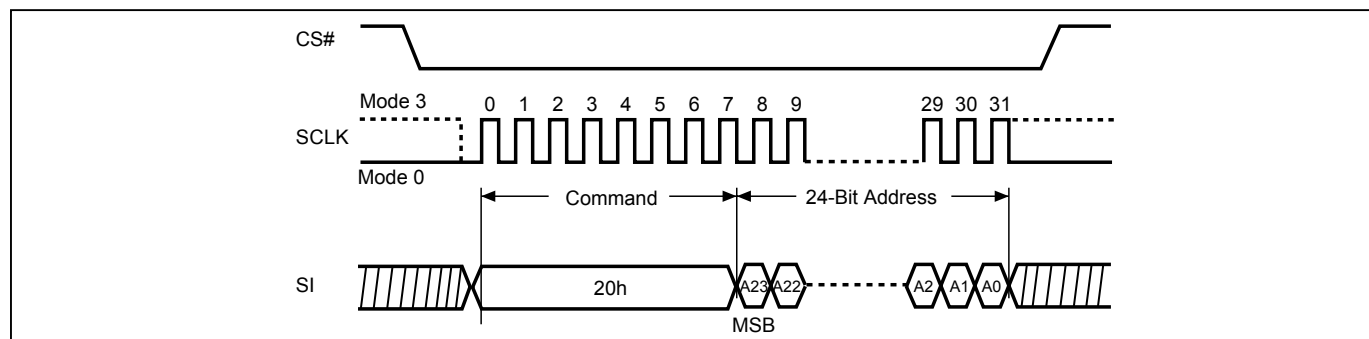 CS#
Mode 3
0 1 2 3 4 5 6 7 8 9 29 30 31
SCLK
Mode 0
Command 24-Bit Address
SI 20h A23 A22 A2 A1 A0
MSB